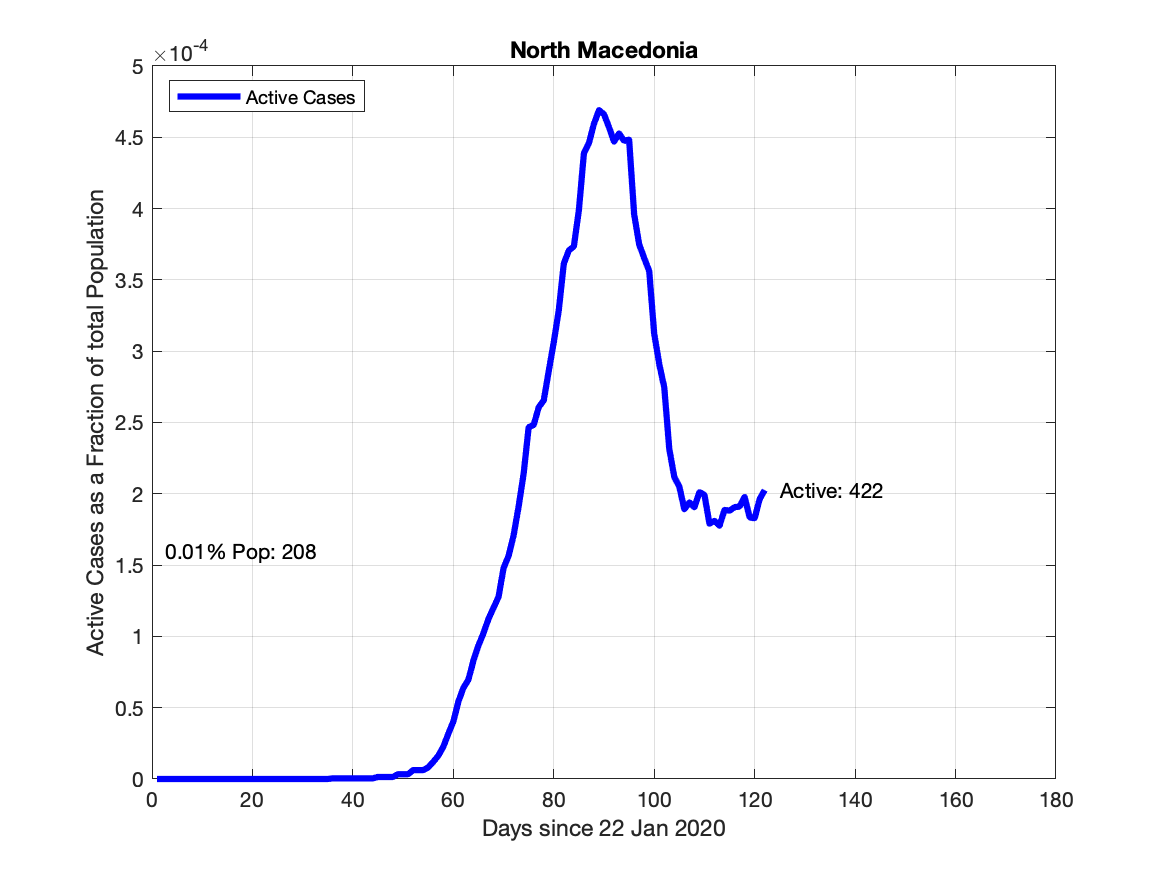 North Macedonia
×10⁻⁴
5
4.5
4
3.5
3
2.5
2
1.5
1
0.5
0
Active Cases as a Fraction of total Population
Active Cases
Active: 422
0.01% Pop: 208
0 20 40 60 80 100 120 140 160 180
Days since 22 Jan 2020